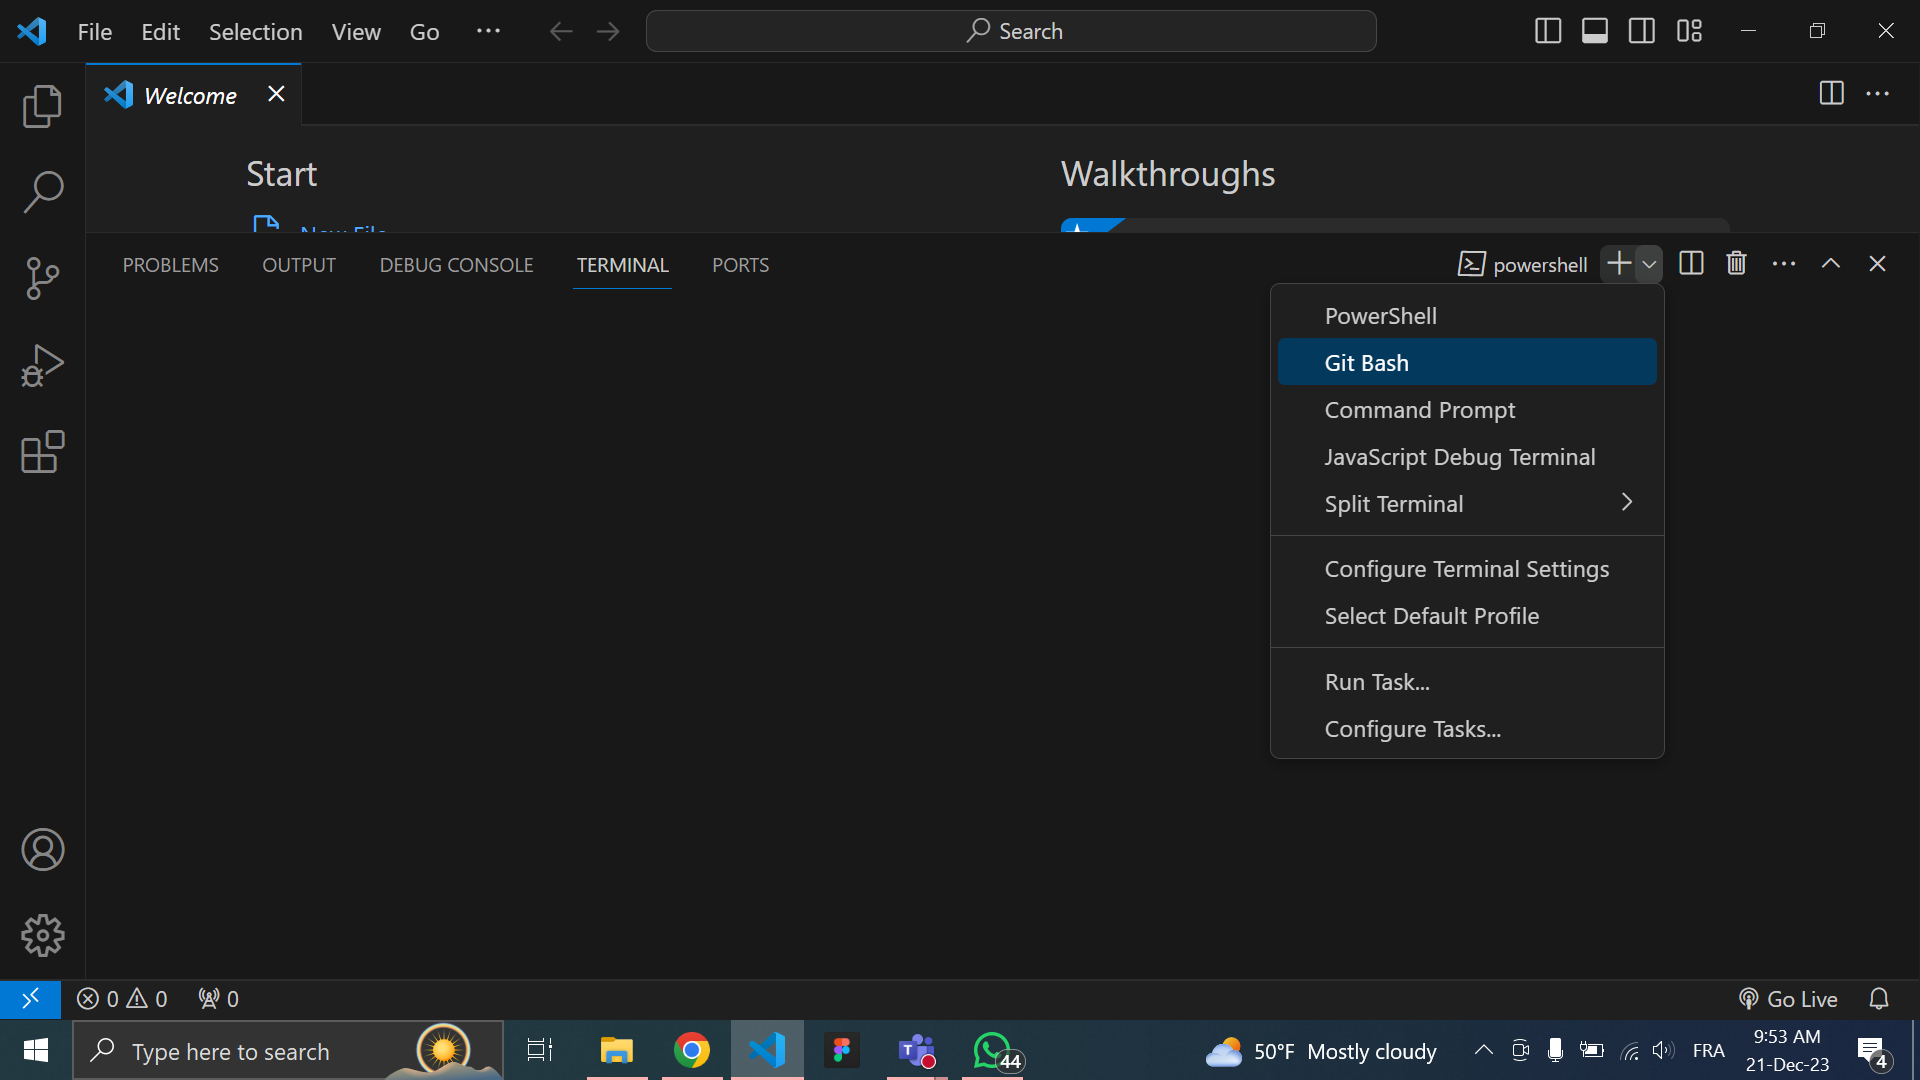 File Edit Selection View Go ···
Search
Welcome
Start
Walkthroughs
New File
PROBLEMS OUTPUT DEBUG CONSOLE TERMINAL PORTS
powershell
PowerShell
Git Bash
Command Prompt
JavaScript Debug Terminal
Split Terminal
Configure Terminal Settings
Select Default Profile
Run Task...
Configure Tasks...
0 0 0
Go Live
Type here to search
44
50°F Mostly cloudy
FRA
9:53 AM
21-Dec-23
4